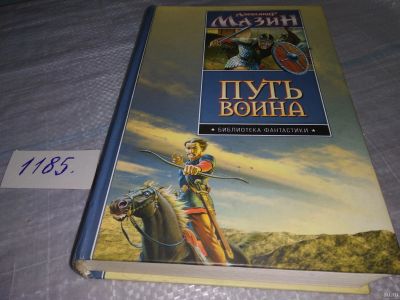 Александр
МАЗИН
ПУТЬ
ВОИНА
• БИБЛИОТЕКА ФАНТАСТИКИ •
1185.